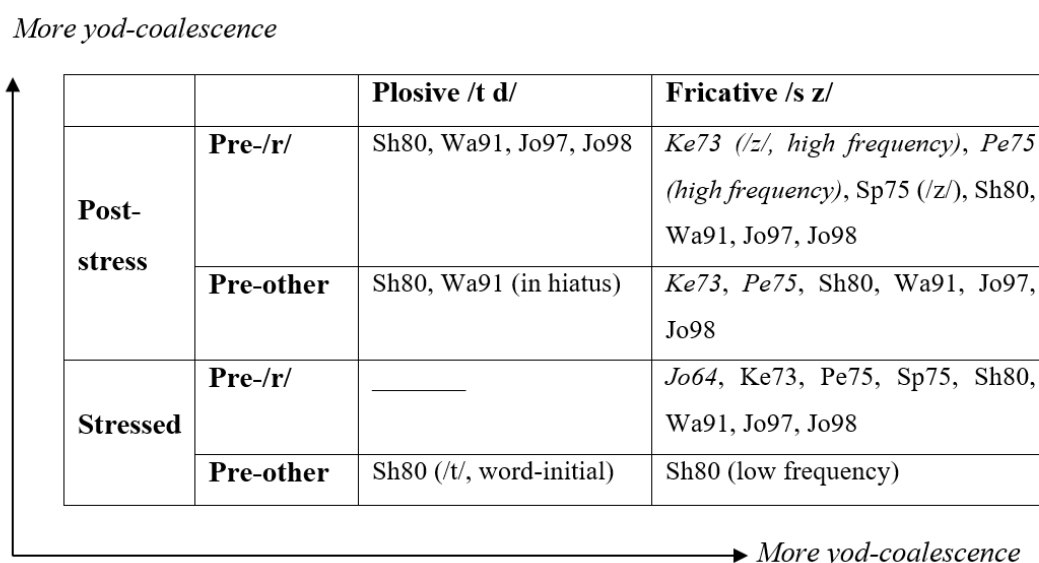 More yod-coalescence
Plosive /t d/ Fricative /s z/
Post-stress
Pre-/r/ Sh80, Wa91, Jo97, Jo98 Ke73 (/z/, high frequency), Pe75
(high frequency), Sp75 (/z/), Sh80,
Wa91, Jo97, Jo98
Pre-other Sh80, Wa91 (in hiatus) Ke73, Pe75, Sh80, Wa91, Jo97,
Jo98
Stressed
Pre-/r/ Jo64, Ke73, Pe75, Sp75, Sh80,
Wa91, Jo97, Jo98
Pre-other Sh80 (/t/, word-initial) Sh80 (low frequency)
More yod-coalescence